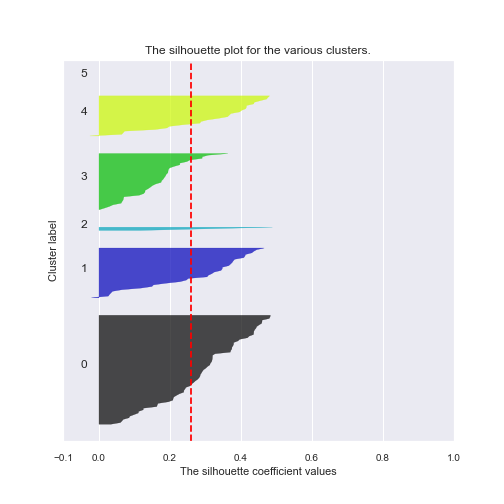 The silhouette plot for the various clusters.
5
4
3
2
1
0
Cluster label
−0.1 0.0 0.2 0.4 0.6 0.8 1.0
The silhouette coefficient values